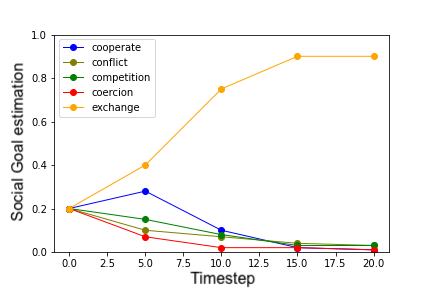 1.0
0.8
0.6
0.4
0.2
0.0
Social Goal estimation
cooperate
conflict
competition
coercion
exchange
0.0 2.5 5.0 7.5 10.0 12.5 15.0 17.5 20.0
Timestep